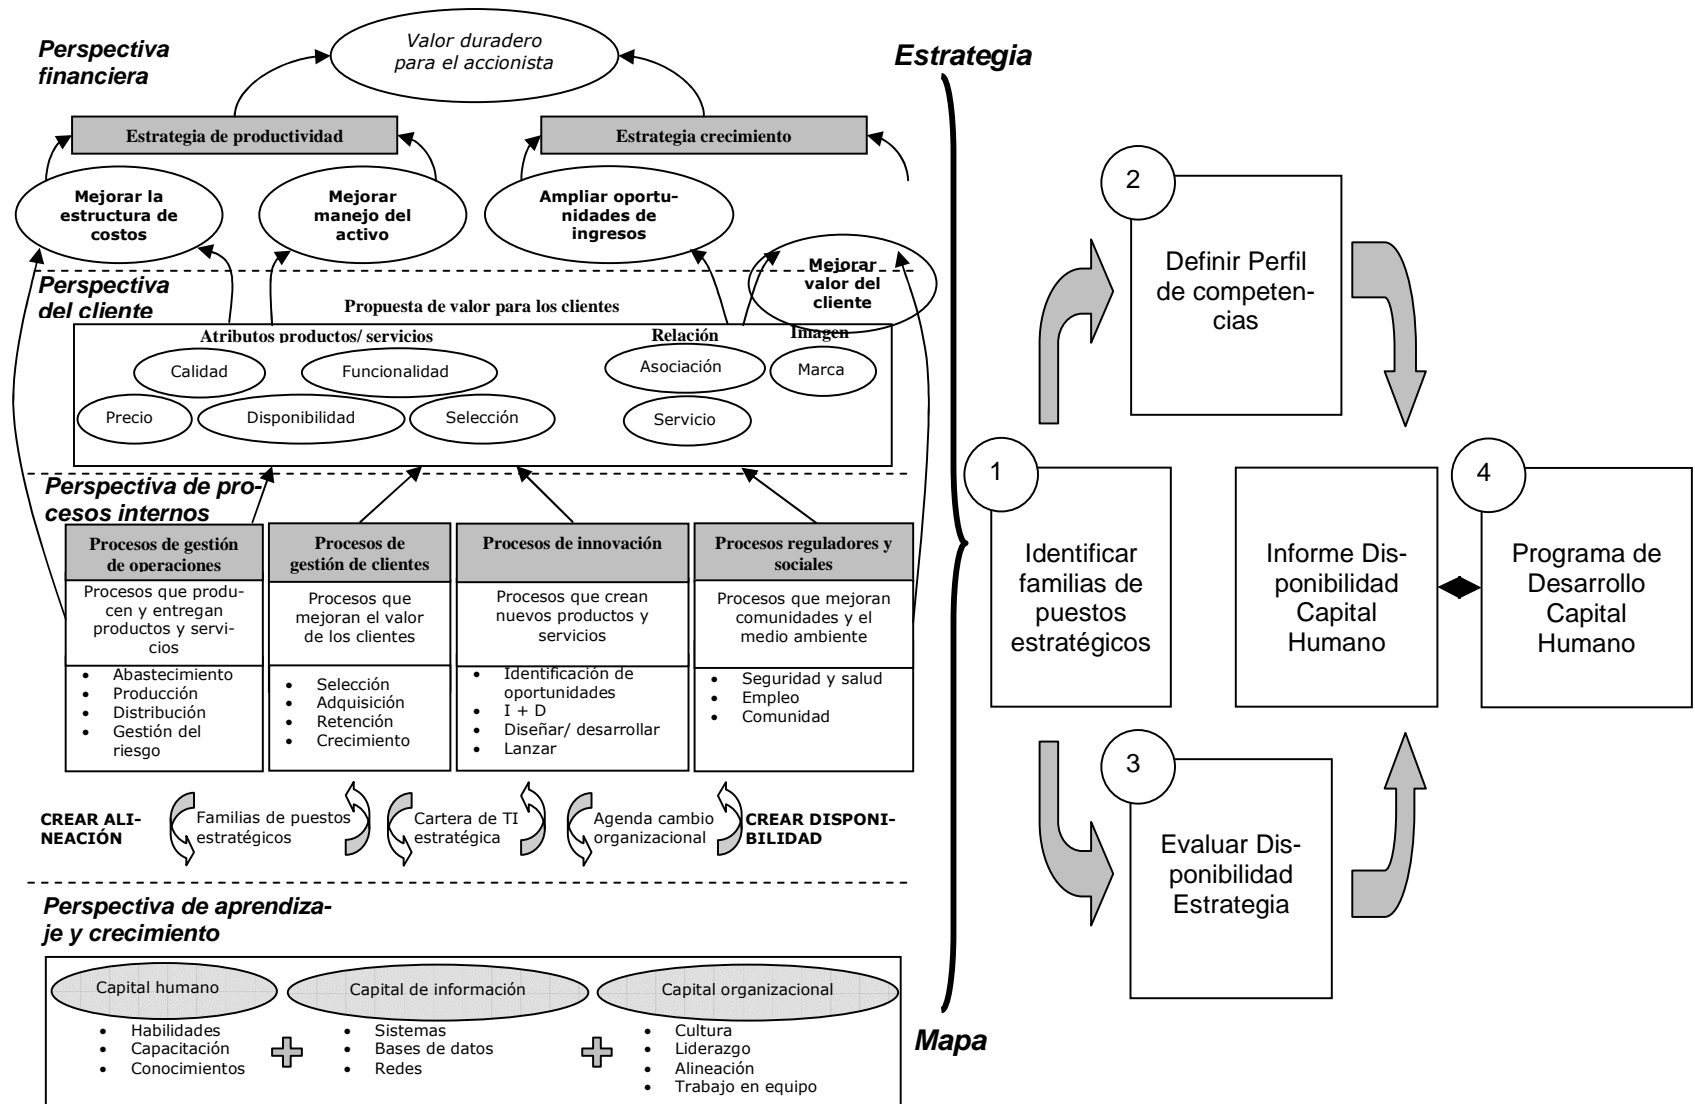 Perspectiva
financiera
Valor duradero
para el accionista
Estrategia de productividad
Estrategia crecimiento
Mejorar la
estructura de
costos
Mejorar
manejo del
activo
Ampliar oportu-
nidades de
ingresos
Mejorar
valor del
cliente
Perspectiva
del cliente
Propuesta de valor para los clientes
Atributos productos/ servicios
Relación
Imagen
Calidad
Funcionalidad
Asociación
Marca
Precio
Disponibilidad
Selección
Servicio
Perspectiva de pro-
cesos internos
Procesos de gestión
de operaciones
Procesos que produ-
cen y entregan
productos y servi-
cios
• Abastecimiento
• Producción
• Distribución
• Gestión del
riesgo
Procesos de
gestión de clientes
Procesos que
mejoran el valor
de los clientes
• Selección
• Adquisición
• Retención
• Crecimiento
Procesos de innovación
Procesos que crean
nuevos productos y
servicios
• Identificación de
oportunidades
• I + D
• Diseñar/ desarrollar
• Lanzar
Procesos reguladores y
sociales
Procesos que mejoran
comunidades y el
medio ambiente
• Seguridad y salud
• Empleo
• Comunidad
CREAR ALI-
NEACIÓN
Familias de puestos
estratégicos
Cartera de TI
estratégica
Agenda cambio
organizacional
CREAR DISPONI-
BILIDAD
Perspectiva de aprendiza-
je y crecimiento
Capital humano
• Habilidades
• Capacitación
• Conocimientos
Capital de información
• Sistemas
• Bases de datos
• Redes
Capital organizacional
• Cultura
• Liderazgo
• Alineación
• Trabajo en equipo
Estrategia
Mapa
1
Identificar
familias de
puestos
estratégicos
2
Definir Perfil
de competen-
cias
3
Evaluar Dis-
ponibilidad
Estrategia
Informe Dis-
ponibilidad
Capital
Humano
4
Programa de
Desarrollo
Capital
Humano